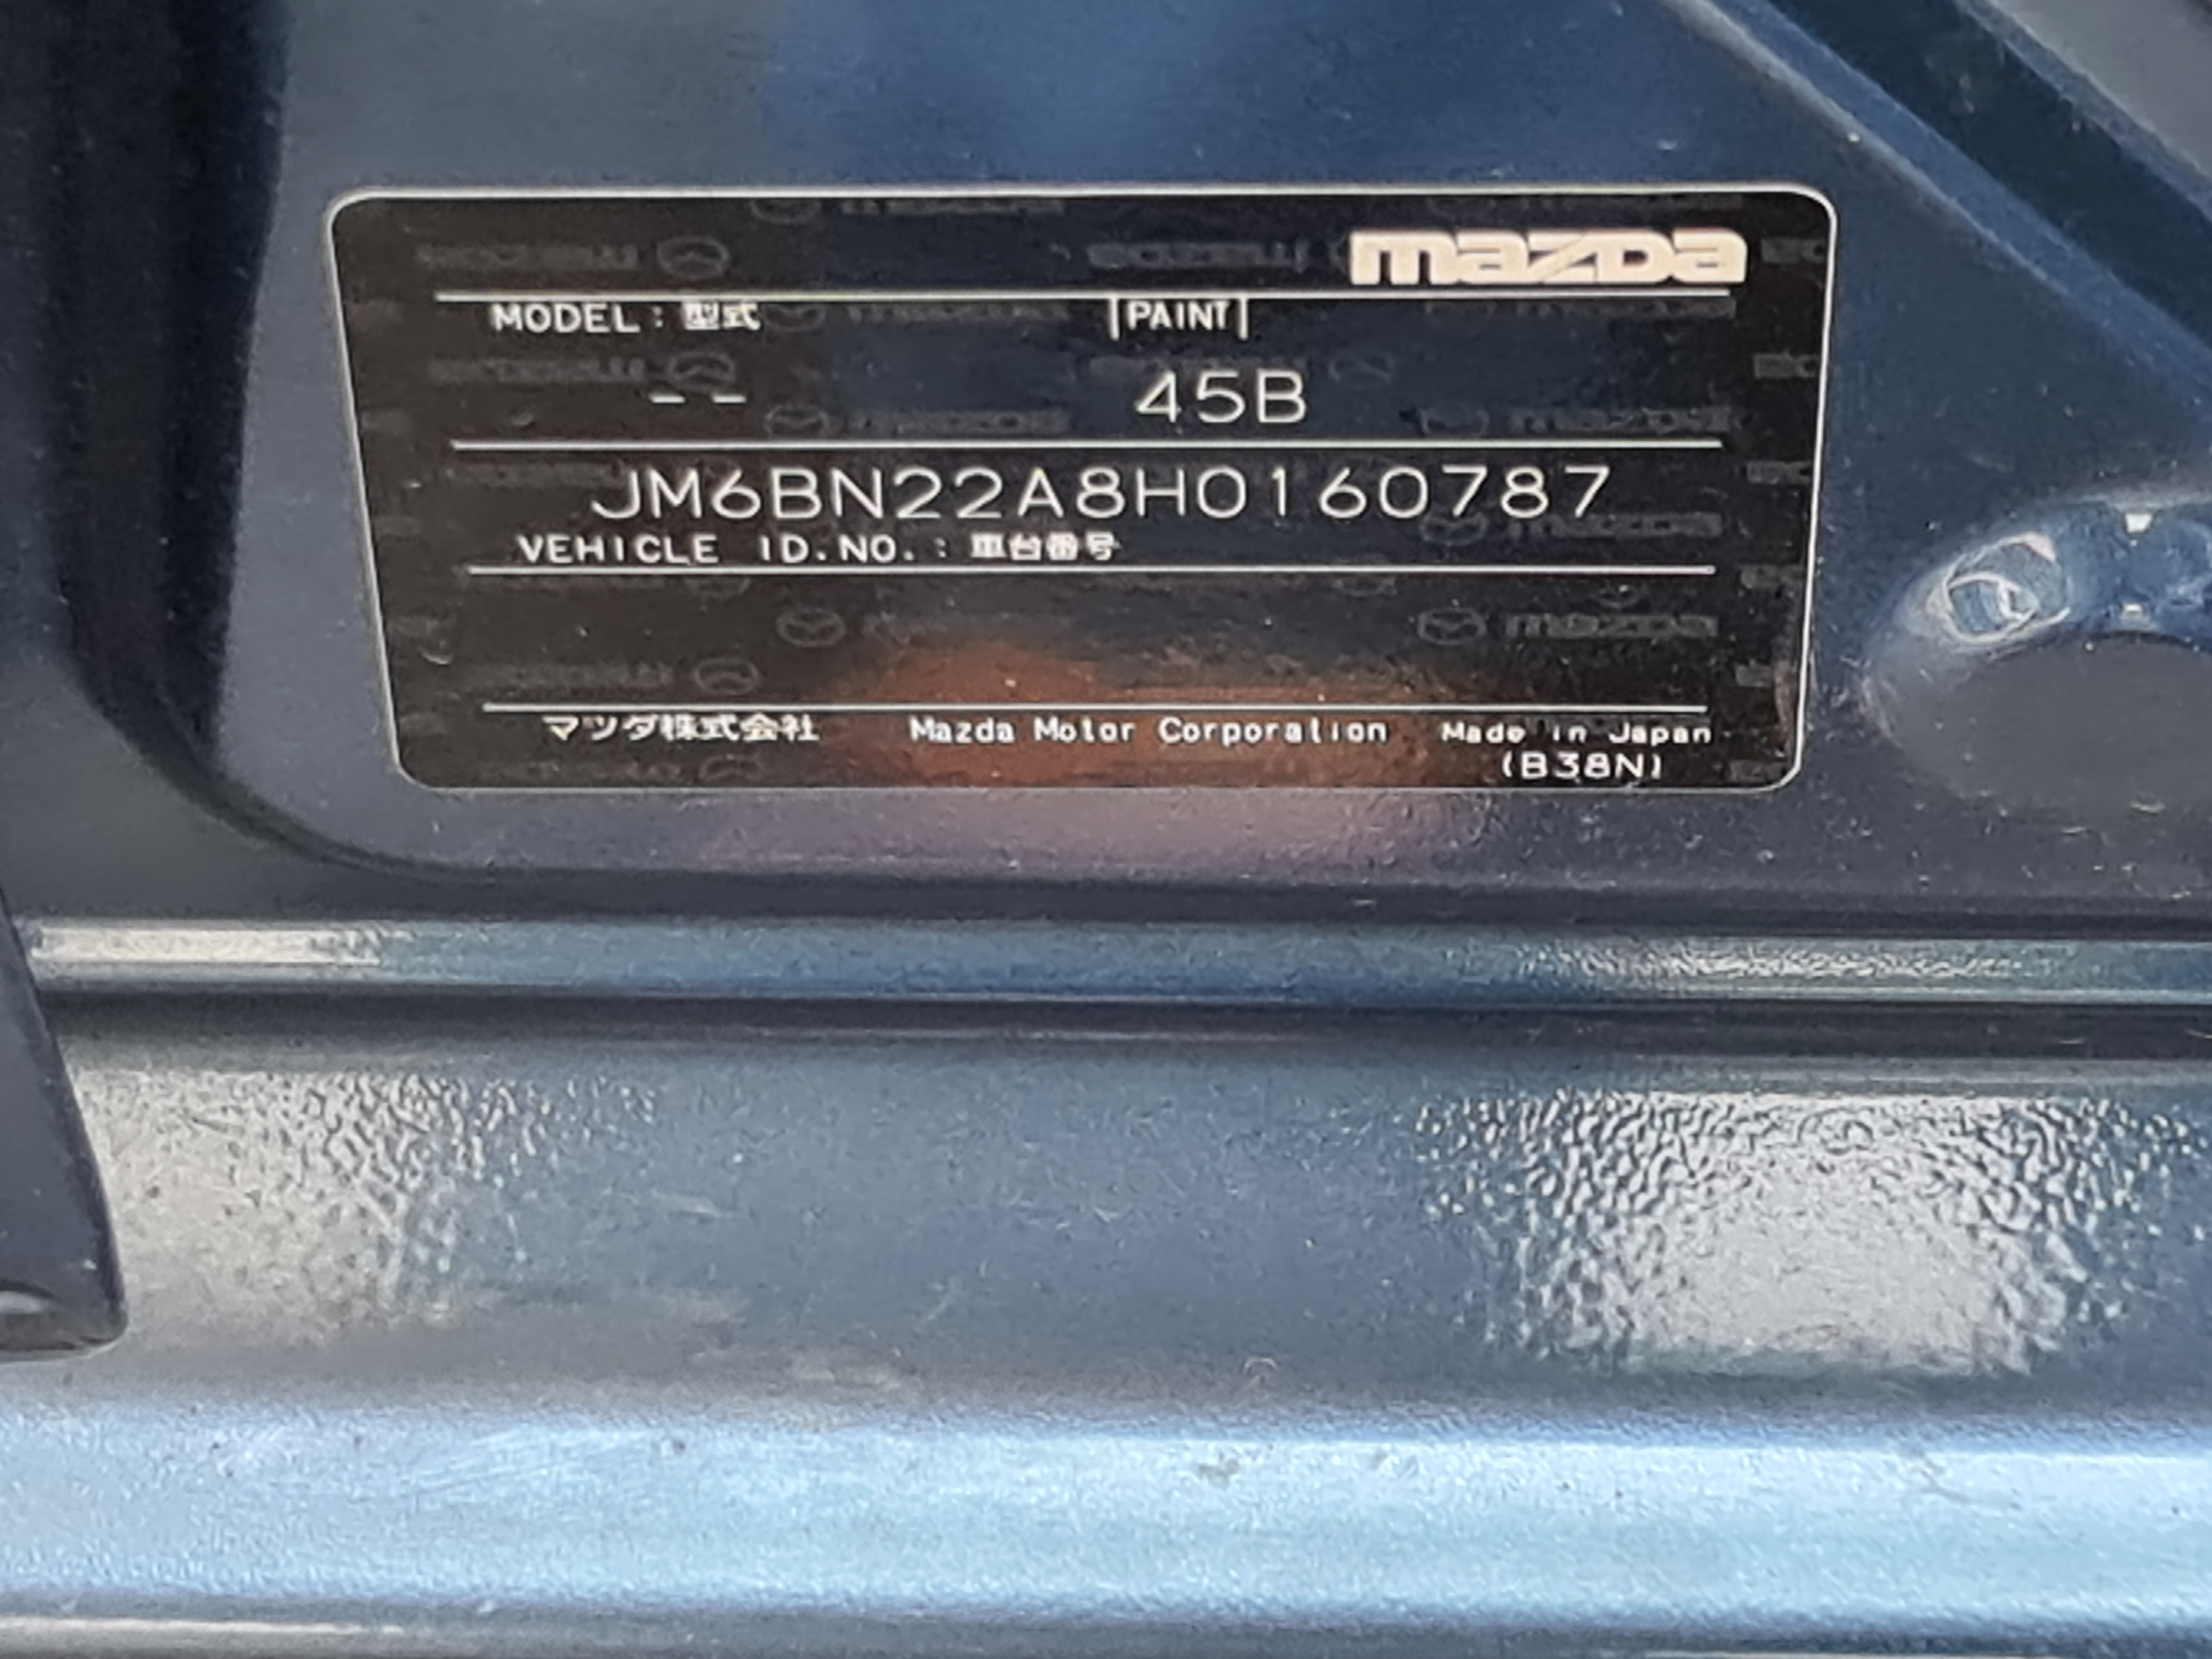 mazda
MODEL : 型式 PAINT
-- 45B
JM6BN22A8H0160787
VEHICLE ID.NO. : 車台番号
マツダ株式会社 Mazda Motor Corporation Made in Japan
(B38N)